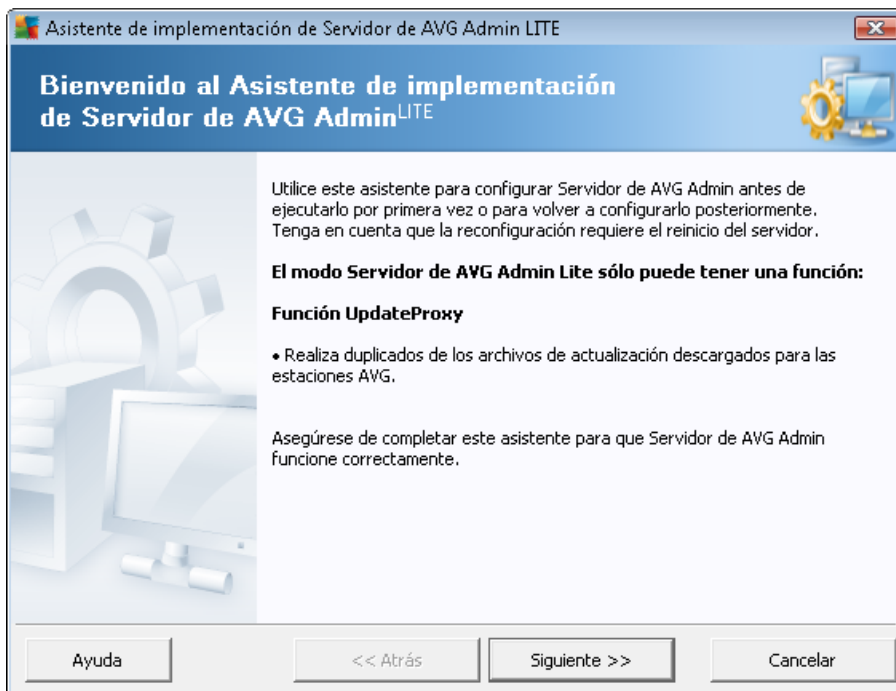 Asistente de implementación de Servidor de AVG Admin LITE
Bienvenido al Asistente de implementación
de Servidor de AVG Admin LITE
Utilice este asistente para configurar Servidor de AVG Admin antes de
ejecutarlo por primera vez o para volver a configurarlo posteriormente.
Tenga en cuenta que la reconfiguración requiere el reinicio del servidor.
El modo Servidor de AVG Admin Lite sólo puede tener una función:
Función UpdateProxy
• Realiza duplicados de los archivos de actualización descargados para las
estaciones AVG.
Asegúrese de completar este asistente para que Servidor de AVG Admin
funcione correctamente.
Ayuda
<< Atrás
Siguiente >>
Cancelar